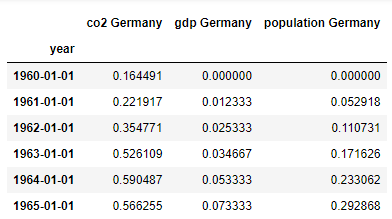 co2 Germany gdp Germany population Germany
year
1960-01-01 0.164491 0.000000 0.000000
1961-01-01 0.221917 0.012333 0.052918
1962-01-01 0.354771 0.025333 0.110731
1963-01-01 0.526109 0.034667 0.171626
1964-01-01 0.590487 0.053333 0.233062
1965-01-01 0.566255 0.073333 0.292868